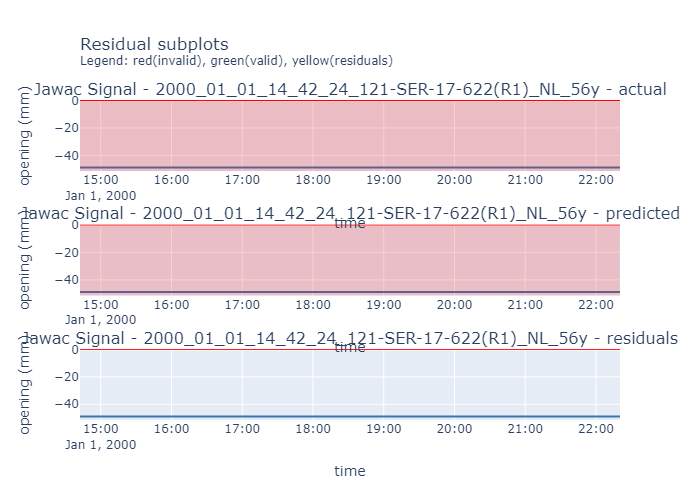 Residual subplots
Legend: red(invalid), green(valid), yellow(residuals)
Jawac Signal - 2000_01_01_14_42_24_121-SER-17-622(R1)_NL_56y - actual
opening (mm)
0
−20
−40
15:00 16:00 17:00 18:00 19:00 20:00 21:00 22:00
Jan 1, 2000
time
Jawac Signal - 2000_01_01_14_42_24_121-SER-17-622(R1)_NL_56y - predicted
opening (mm)
0
−20
−40
15:00 16:00 17:00 18:00 19:00 20:00 21:00 22:00
Jan 1, 2000
time
Jawac Signal - 2000_01_01_14_42_24_121-SER-17-622(R1)_NL_56y - residuals
opening (mm)
0
−20
−40
15:00 16:00 17:00 18:00 19:00 20:00 21:00 22:00
Jan 1, 2000
time